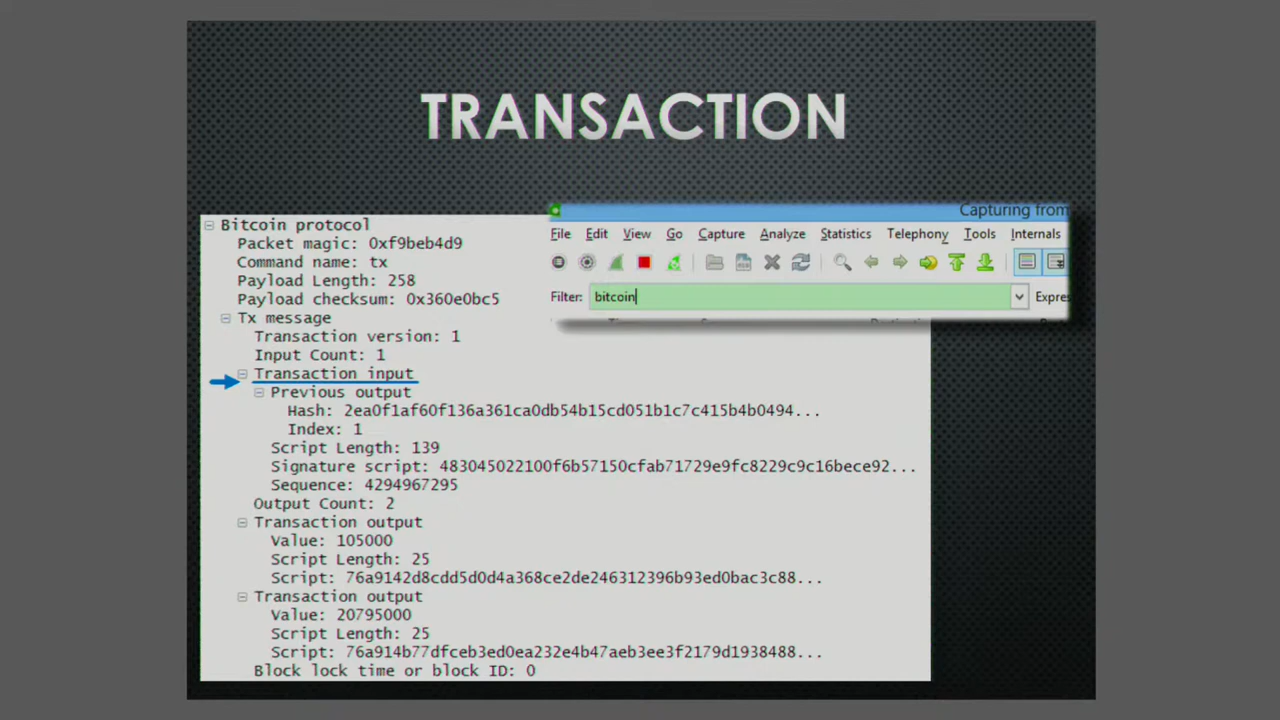 TRANSACTION
Bitcoin protocol
Packet magic: 0xf9beb4d9
Command name: tx
Payload Length: 258
Payload checksum: 0x360e0bc5
Tx message
Transaction version: 1
Input Count: 1
Transaction input
Previous output
Hash: 2ea0f1af60f136a361ca0db54b15cd051b1c7c415b4b0494...
Index: 1
Script Length: 139
Signature script: 483045022100f6b57150cfab71729e9fc8229c9c16bece92...
Sequence: 4294967295
Output Count: 2
Transaction output
Value: 105000
Script Length: 25
Script: 76a9142d8cdd5d0d4a368ce2de246312396b93ed0bac3c88...
Transaction output
Value: 20795000
Script Length: 25
Script: 76a914b77dfceb3ed0ea232e4b47aeb3ee3f2179d1938488...
Block lock time or block ID: 0
Capturing from
File Edit View Go Capture Analyze Statistics Telephony Tools Internals
Filter: bitcoin Expre